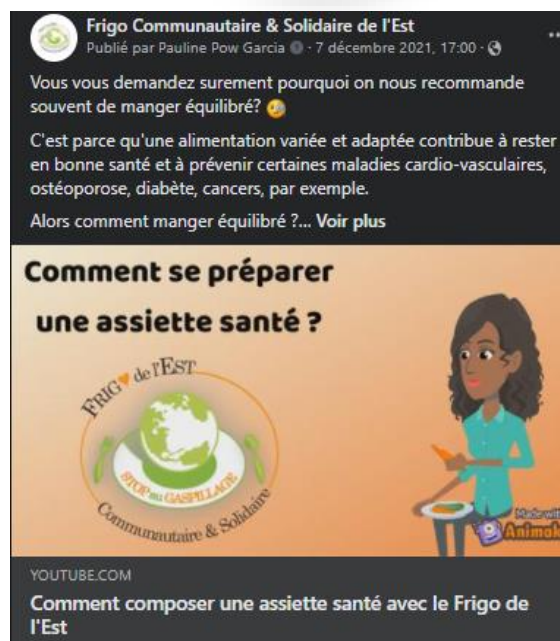 Frigo Communautaire & Solidaire de l'Est
Publié par Pauline Pow Garcia · 7 décembre 2021, 17:00 ·
Vous vous demandez surement pourquoi on nous recommande
souvent de manger équilibré?
C'est parce qu'une alimentation variée et adaptée contribue à rester
en bonne santé et à prévenir certaines maladies cardio-vasculaires,
ostéoporose, diabète, cancers, par exemple.
Alors comment manger équilibré ?... Voir plus
Comment se préparer
une assiette santé ?
FRIGO de l'EST
STOP au GASPILLAGE
Communautaire & Solidaire
Made with
Animak
YOUTUBE.COM
Comment composer une assiette santé avec le Frigo de
l'Est